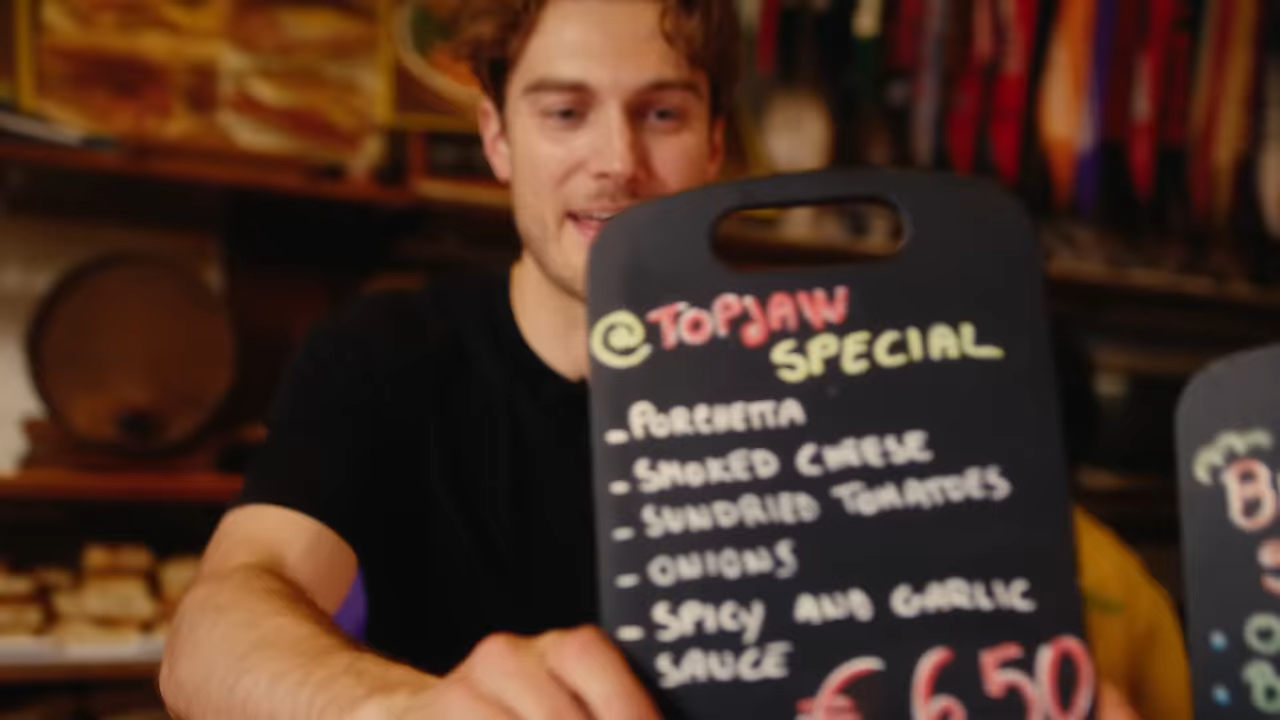 @TOPJAW
SPECIAL
- PORCHETTA
- SMOKED CHEESE
- SUNDRIED TOMATOES
- ONIONS
- SPICY AND GARLIC
SAUCE
€ 6.50